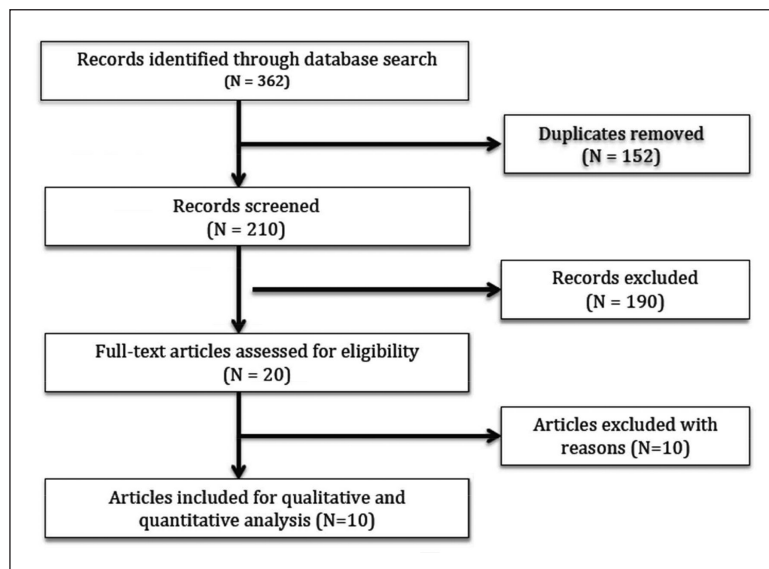 Records identified through database search
(N = 362)
Duplicates removed
(N = 152)
Records screened
(N = 210)
Records excluded
(N = 190)
Full-text articles assessed for eligibility
(N = 20)
Articles excluded with
reasons (N=10)
Articles included for qualitative and
quantitative analysis (N=10)